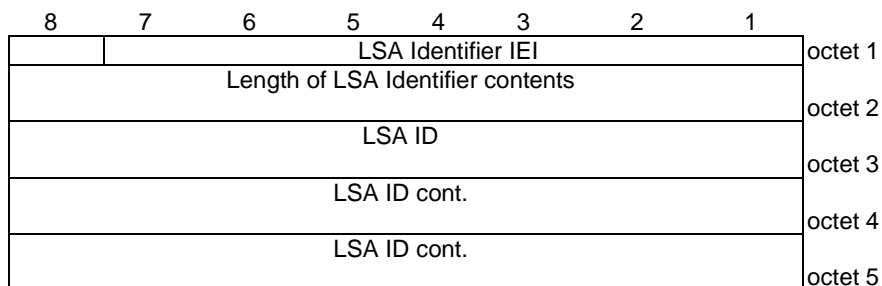 8 7 6 5 4 3 2 1
LSA Identifier IEI octet 1
Length of LSA Identifier contents
octet 2
LSA ID
octet 3
LSA ID cont.
octet 4
LSA ID cont.
octet 5